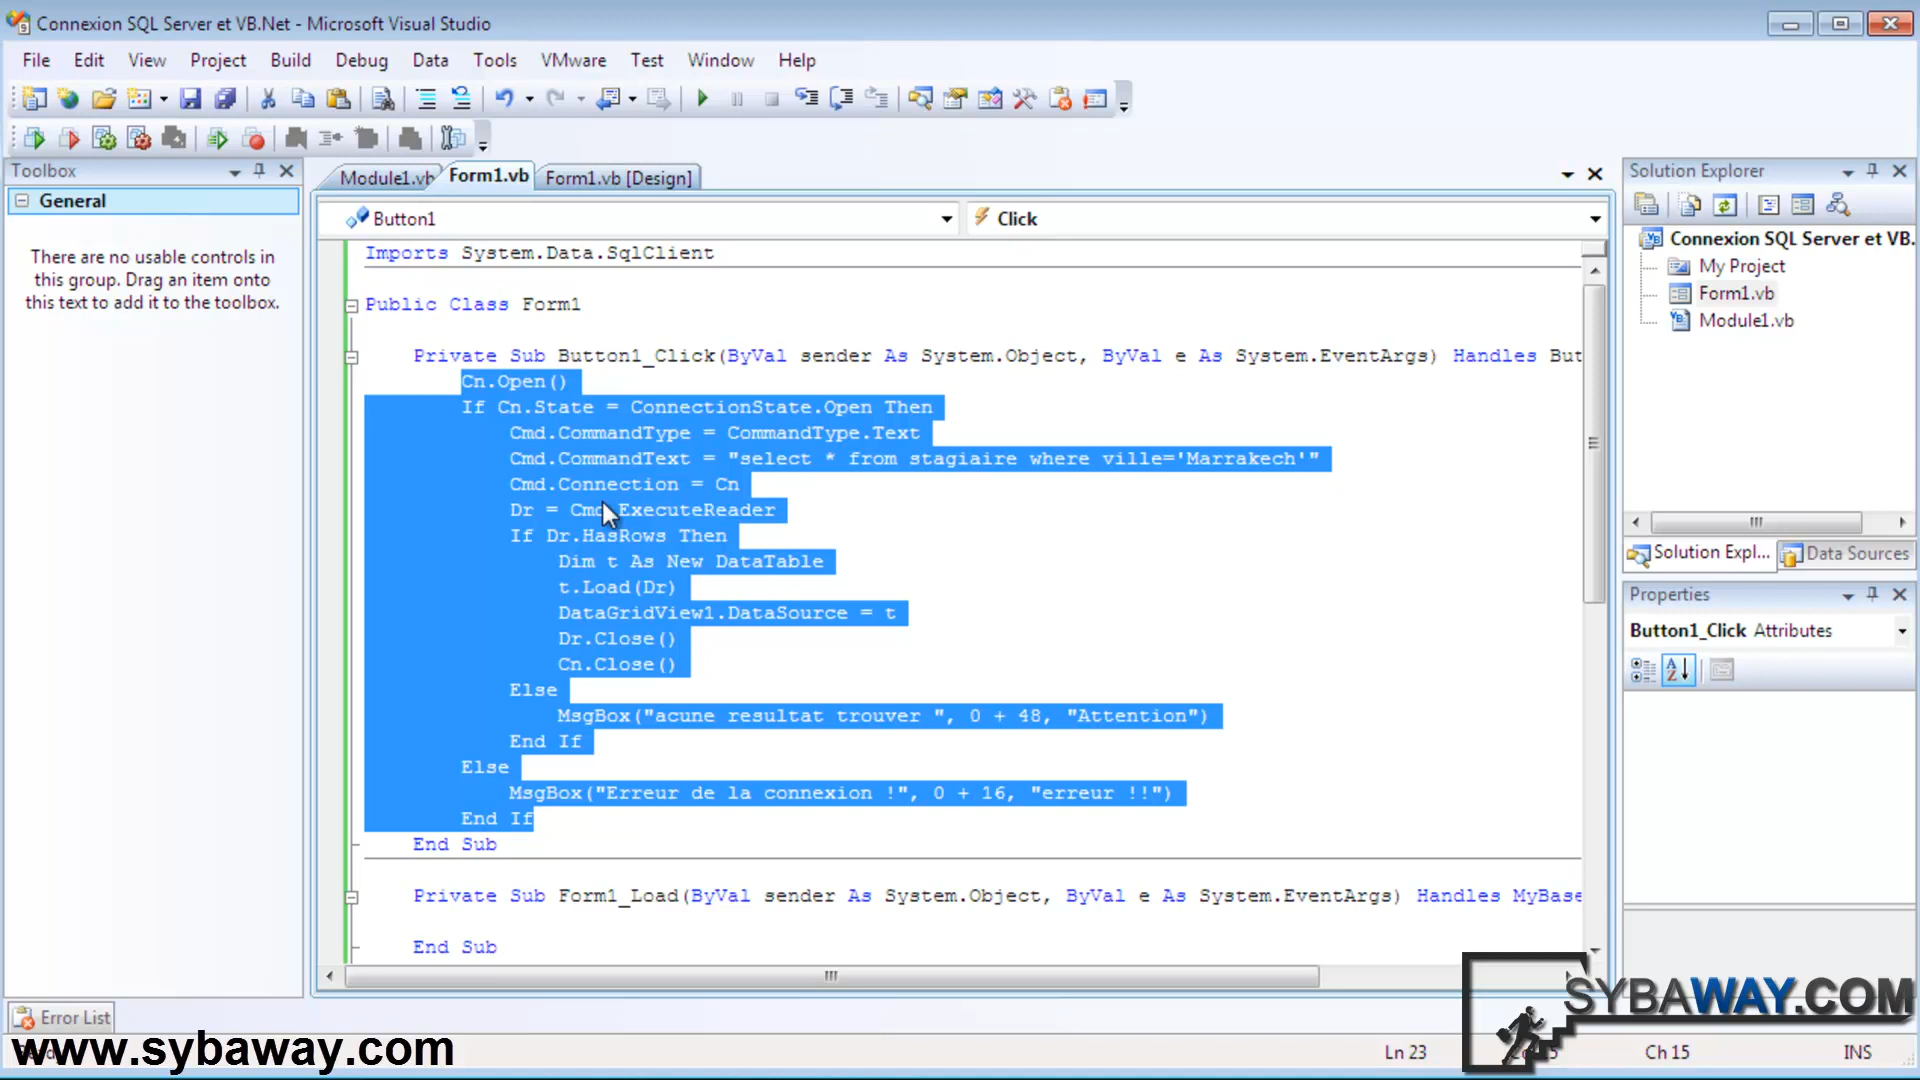 Connexion SQL Server et VB.Net - Microsoft Visual Studio
File Edit View Project Build Debug Data Tools VMware Test Window Help
Toolbox
General
There are no usable controls in
this group. Drag an item onto
this text to add it to the toolbox.
Module1.vb Form1.vb Form1.vb [Design]
Button1 Click
Imports System.Data.SqlClient
Public Class Form1
Private Sub Button1_Click(ByVal sender As System.Object, ByVal e As System.EventArgs) Handles But
Cn.Open()
If Cn.State = ConnectionState.Open Then
Cmd.CommandType = CommandType.Text
Cmd.CommandText = "select * from stagiaire where ville='Marrakech'"
Cmd.Connection = Cn
Dr = Cmd.ExecuteReader
If Dr.HasRows Then
Dim t As New DataTable
t.Load(Dr)
DataGridView1.DataSource = t
Dr.Close()
Cn.Close()
Else
MsgBox("acune resultat trouver ", 0 + 48, "Attention")
End If
Else
MsgBox("Erreur de la connexion !", 0 + 16, "erreur !!")
End If
End Sub
Private Sub Form1_Load(ByVal sender As System.Object, ByVal e As System.EventArgs) Handles MyBase
End Sub
Solution Explorer
Connexion SQL Server et VB.
My Project
Form1.vb
Module1.vb
Solution Expl... Data Sources
Properties
Button1_Click Attributes
Error List
www.sybaway.com
Ln 23 Ch 15 INS
SYBAWAY.COM